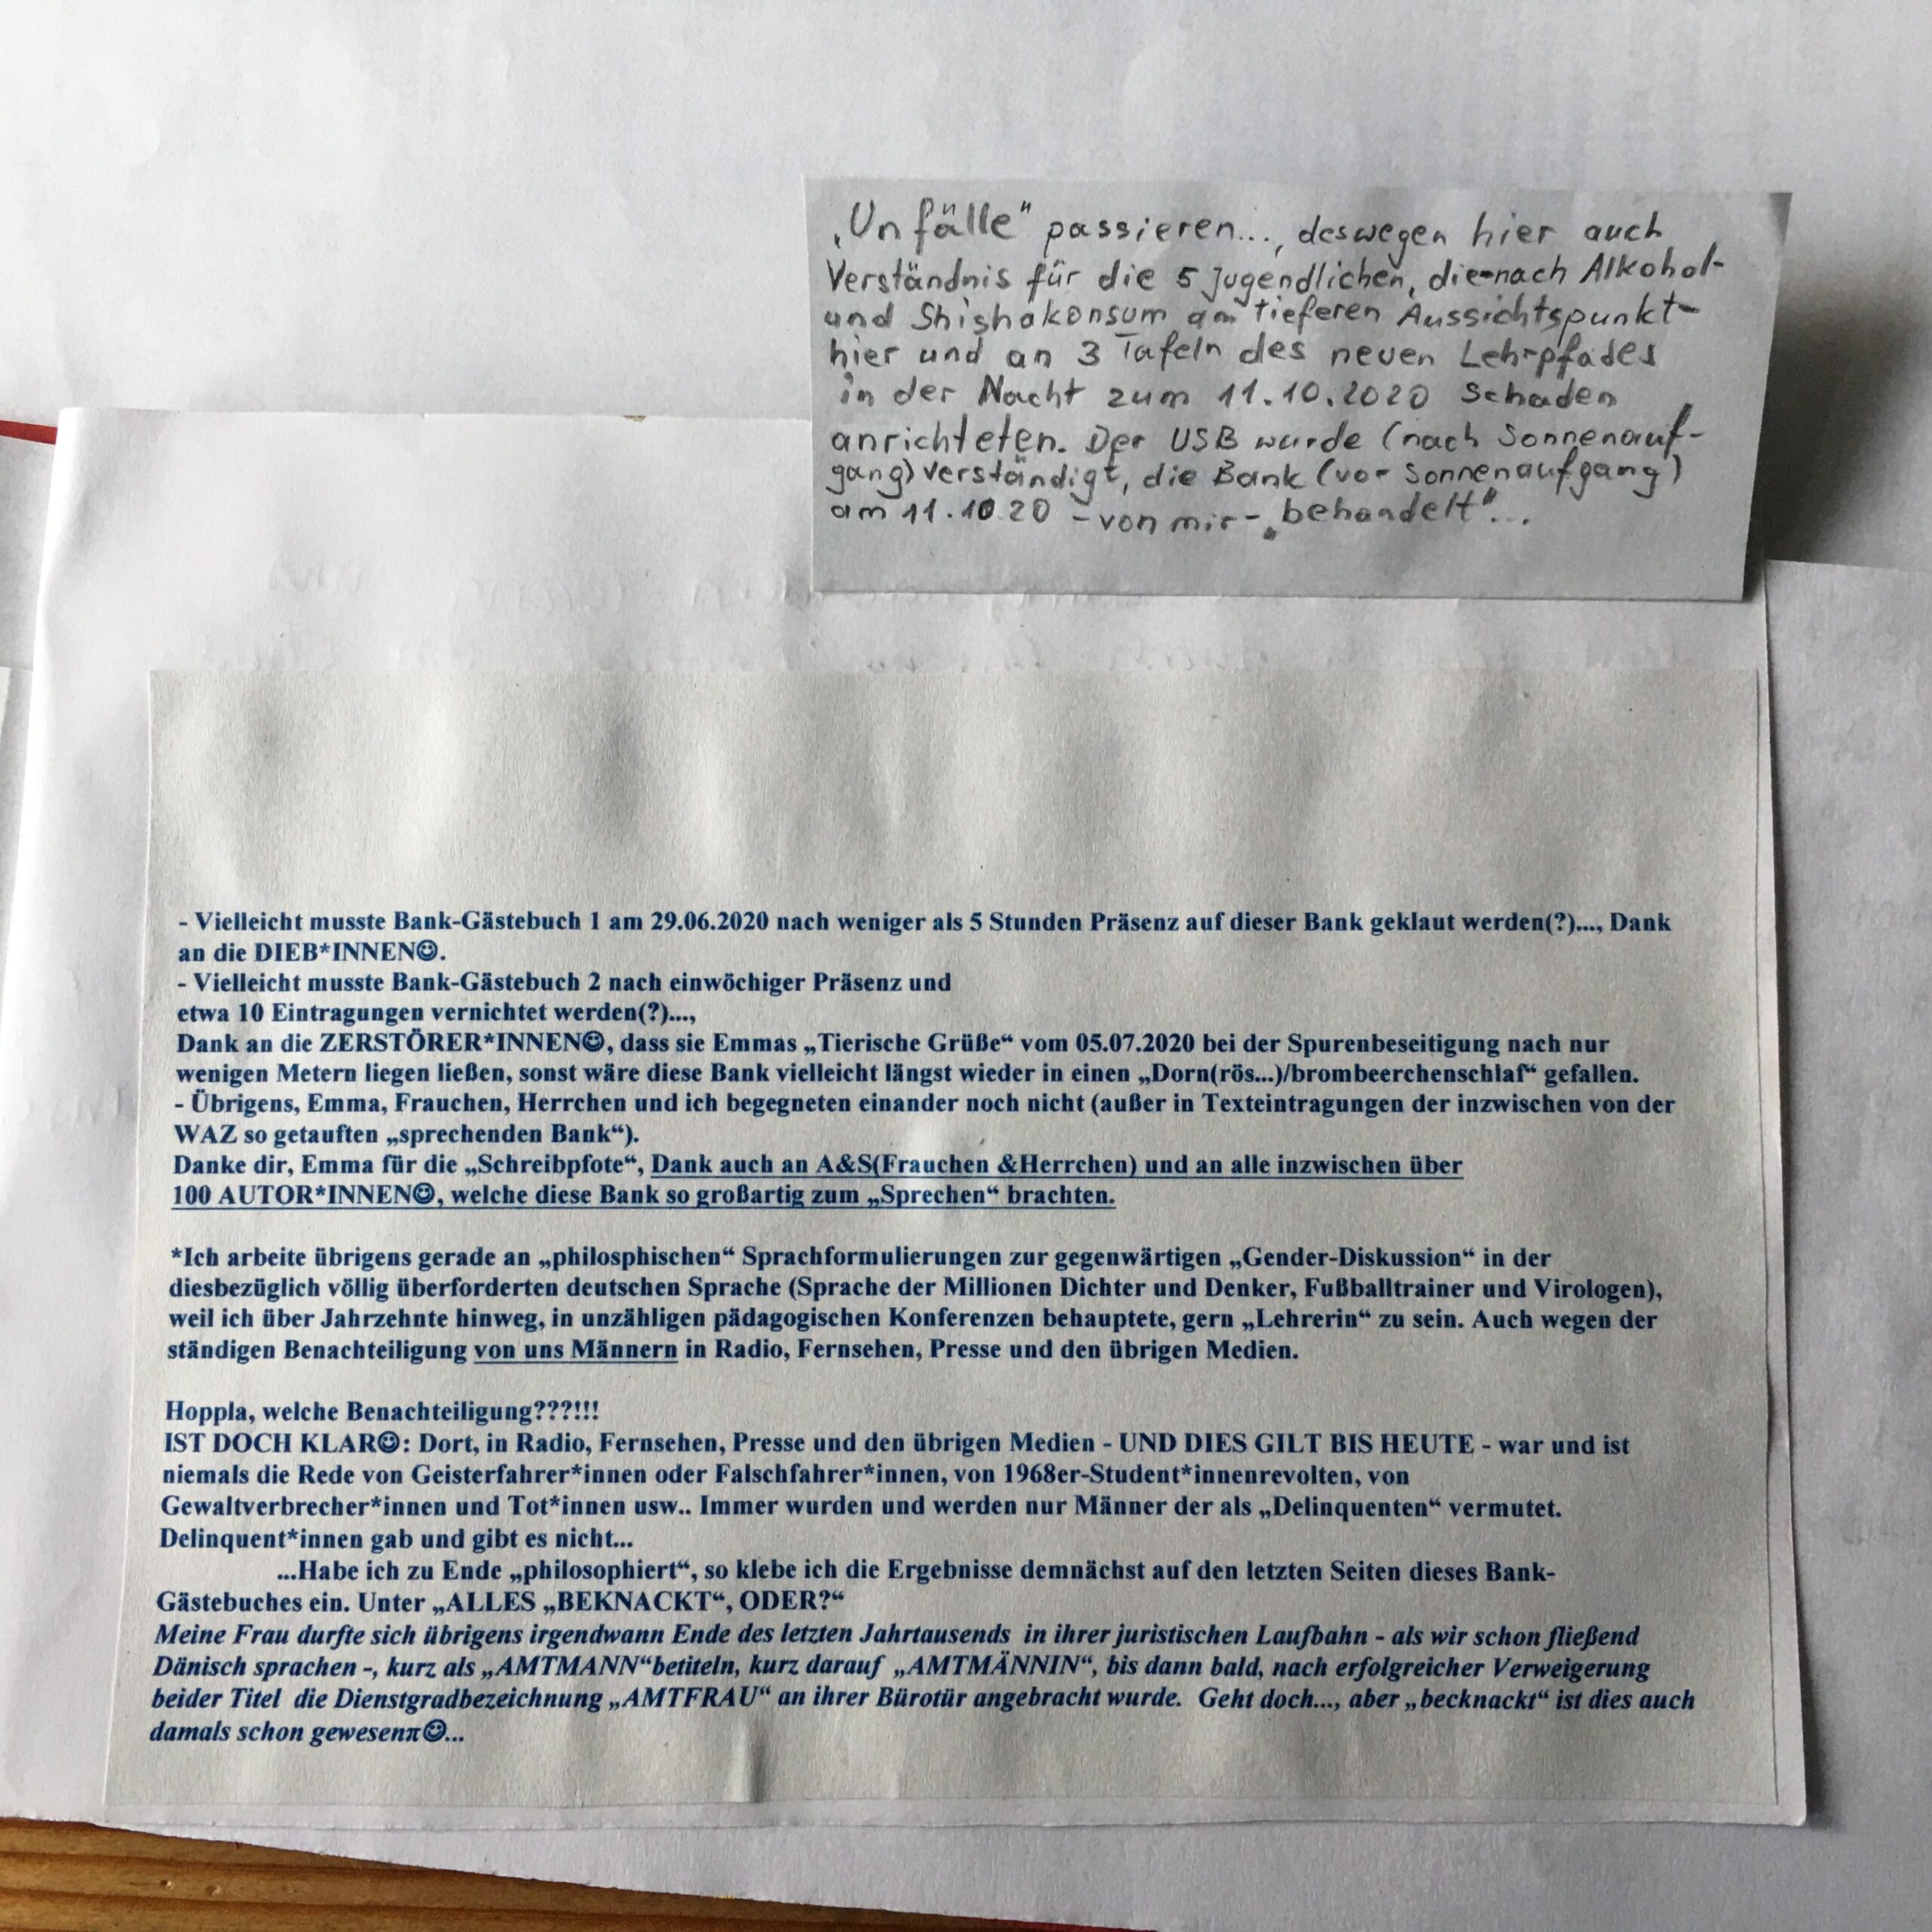 „Unfälle" passieren..., deswegen hier auch
Verständnis für die 5 Jugendlichen, die-nach Alkohol-
und Shishakonsum am tieferen Aussichtspunkt-
hier und an 3 Tafeln des neuen Lehrpfades
in der Nacht zum 11.10.2020 Schaden
anrichteten. Der USB wurde (nach Sonnenauf-
gang) verständigt, die Bank (vor Sonnenaufgang)
am 11.10 20 - von mir - „behandelt"...
- Vielleicht musste Bank-Gästebuch 1 am 29.06.2020 nach weniger als 5 Stunden Präsenz auf dieser Bank geklaut werden(?)..., Dank
an die DIEB*INNEN☺.
- Vielleicht musste Bank-Gästebuch 2 nach einwöchiger Präsenz und
etwa 10 Eintragungen vernichtet werden(?)...,
Dank an die ZERSTÖRER*INNEN☺, dass sie Emmas „Tierische Grüße“ vom 05.07.2020 bei der Spurenbeseitigung nach nur
wenigen Metern liegen ließen, sonst wäre diese Bank vielleicht längst wieder in einen „Dorn(rös...)/brombeerchenschlaf“ gefallen.
- Übrigens, Emma, Frauchen, Herrchen und ich begegneten einander noch nicht (außer in Texteintragungen der inzwischen von der
WAZ so getauften „sprechenden Bank“).
Danke dir, Emma für die „Schreibpfote“, Dank auch an A&S(Frauchen &Herrchen) und an alle inzwischen über
100 AUTOR*INNEN☺, welche diese Bank so großartig zum „Sprechen“ brachten.
*Ich arbeite übrigens gerade an „philosphischen“ Sprachformulierungen zur gegenwärtigen „Gender-Diskussion“ in der
diesbezüglich völlig überforderten deutschen Sprache (Sprache der Millionen Dichter und Denker, Fußballtrainer und Virologen),
weil ich über Jahrzehnte hinweg, in unzähligen pädagogischen Konferenzen behauptete, gern „Lehrerin“ zu sein. Auch wegen der
ständigen Benachteiligung von uns Männern in Radio, Fernsehen, Presse und den übrigen Medien.
Hoppla, welche Benachteiligung???!!!
IST DOCH KLAR☺: Dort, in Radio, Fernsehen, Presse und den übrigen Medien - UND DIES GILT BIS HEUTE - war und ist
niemals die Rede von Geisterfahrer*innen oder Falschfahrer*innen, von 1968er-Student*innenrevolten, von
Gewaltverbrecher*innen und Tot*innen usw.. Immer wurden und werden nur Männer der als „Delinquenten“ vermutet.
Delinquent*innen gab und gibt es nicht...
...Habe ich zu Ende „philosophiert“, so klebe ich die Ergebnisse demnächst auf den letzten Seiten dieses Bank-
Gästebuches ein. Unter „ALLES „BEKNACKT“, ODER?“
Meine Frau durfte sich übrigens irgendwann Ende des letzten Jahrtausends in ihrer juristischen Laufbahn - als wir schon fließend
Dänisch sprachen -, kurz als „AMTMANN“betiteln, kurz darauf „AMTMÄNNIN“, bis dann bald, nach erfolgreicher Verweigerung
beider Titel die Dienstgradbezeichnung „AMTFRAU“ an ihrer Bürotür angebracht wurde. Geht doch..., aber „becknackt“ ist dies auch
damals schon gewesenπ☺...